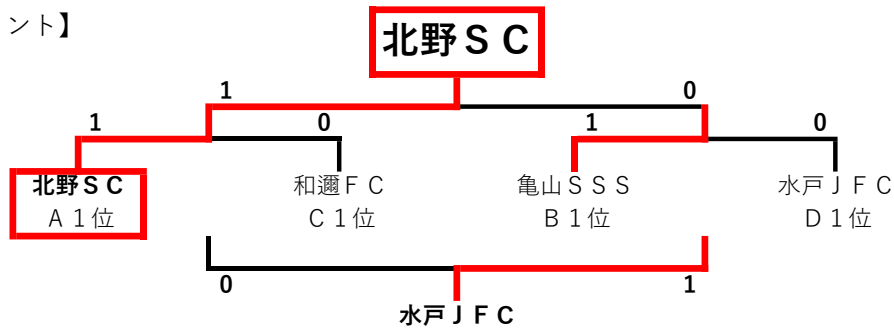 ント】
北野ＳＣ
1 0
1 0 1 0
北野ＳＣ 和邇ＦＣ 亀山ＳＳＳ 水戸ＪＦＣ
Ａ１位 Ｃ１位 Ｂ１位 Ｄ１位
0 1
水戸ＪＦＣ